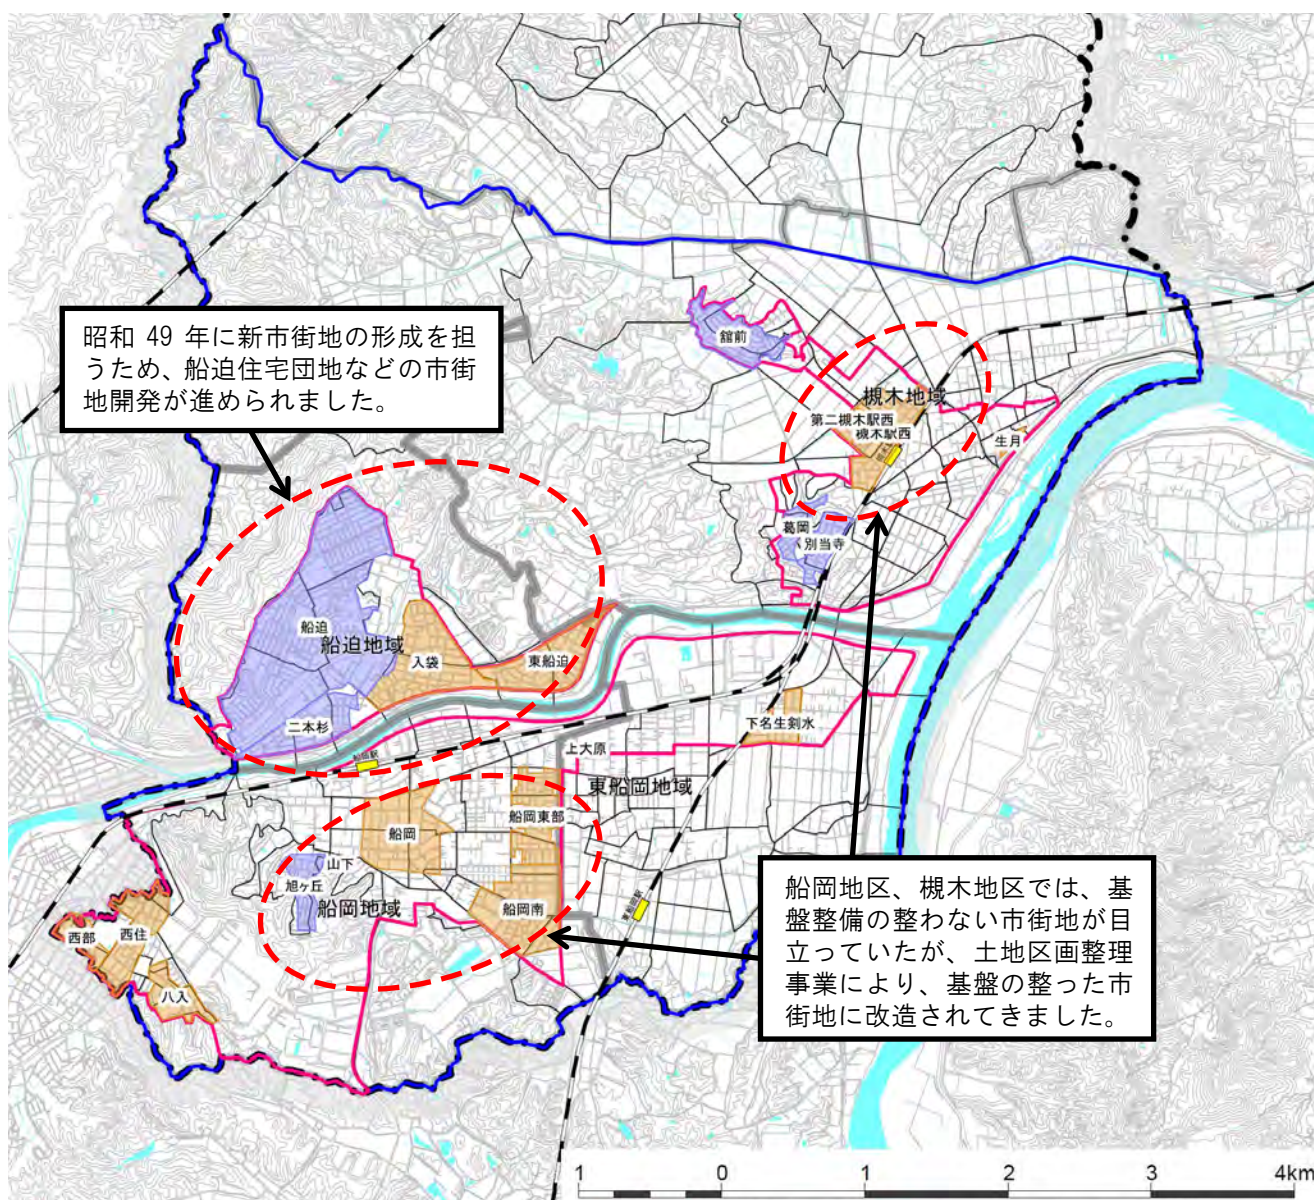 昭和 49 年に新市街地の形成を担
うため、船迫住宅団地などの市街
地開発が進められました。
舘前
槻木地域
第二槻木駅西
槻木駅西
生月
葛岡
別当寺
船迫
船迫地域
入袋
東船迫
二本杉
下名生剣水
上大原
東船岡地域
船岡東部
船岡
山下
旭ヶ丘
船岡地域
船岡南
東船岡駅
西部
西住
八入
船岡地区、槻木地区では、基
盤整備の整わない市街地が目
立っていたが、土地区画整理
事業により、基盤の整った市
街地に改造されてきました。
1 0 1 2 3 4km